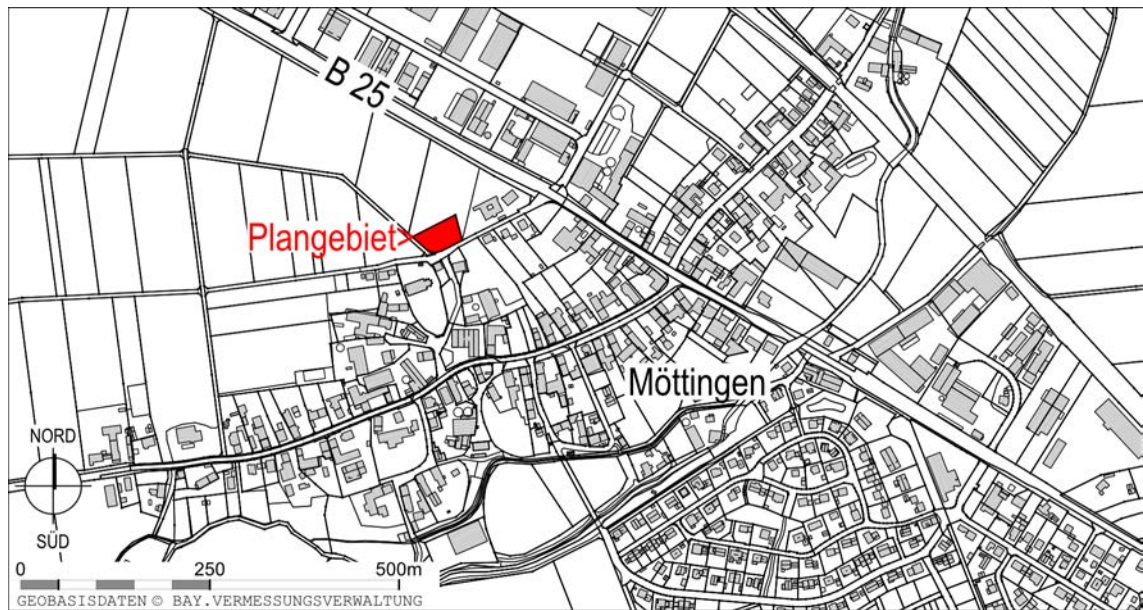 B 25
Plangebiet
Möttingen
NORD
SÜD
0 250 500m
GEOBASISDATEN © BAY.VERMESSUNGSVERWALTUNG